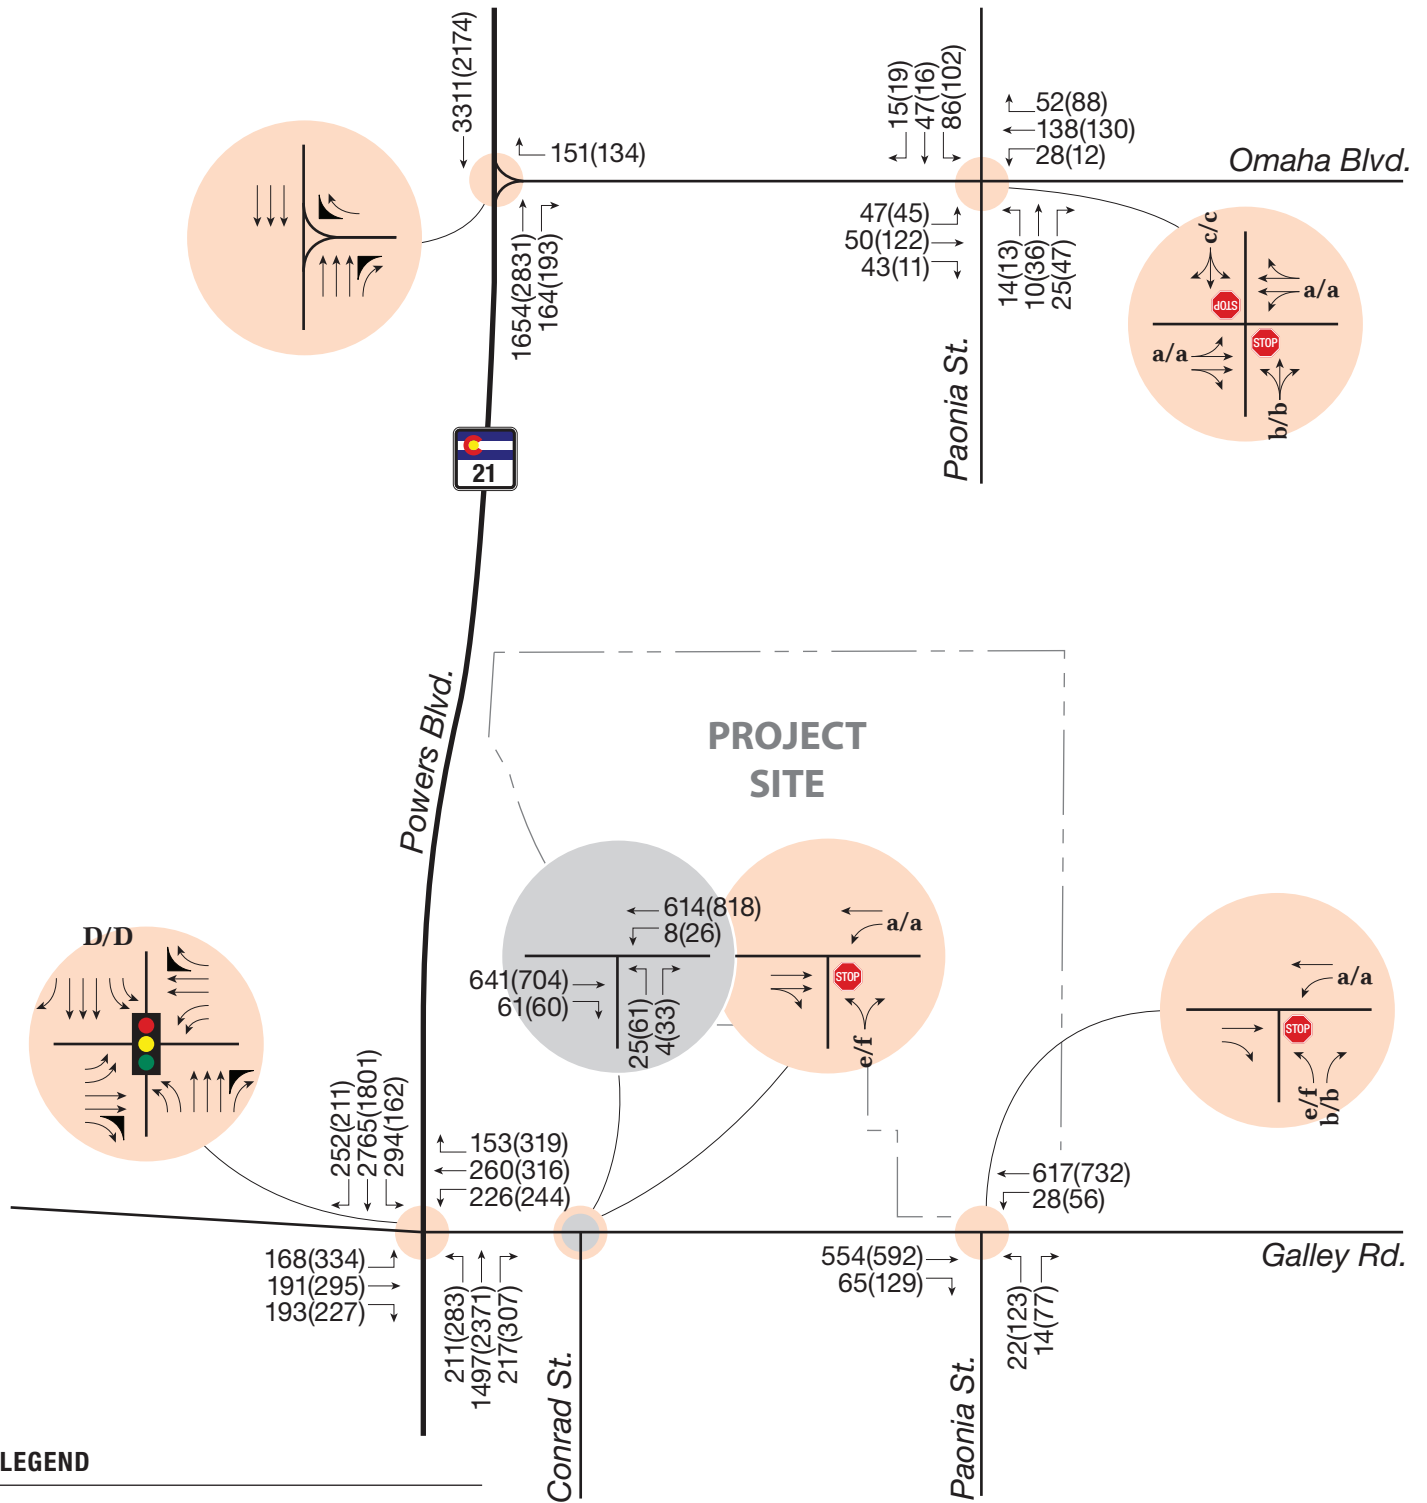 3311(2174)
151(134)
1654(2831)
164(193)
15(19)
47(16)
86(102)
52(88)
138(130)
28(12)
Omaha Blvd.
47(45)
50(122)
43(11)
14(13)
10(36)
25(47)
Paonia St.
c/c
a/a
STOP
STOP
a/a
b/b
21
Powers Blvd.
PROJECT
SITE
614(818)
8(26)
641(704)
61(60)
25(61)
4(33)
a/a
STOP
e/f
a/a
STOP
e/f
b/b
D/D
252(211)
2765(1801)
294(162)
153(319)
260(316)
226(244)
168(334)
191(295)
193(227)
211(283)
1497(2371)
217(307)
Conrad St.
617(732)
28(56)
554(592)
65(129)
22(123)
14(77)
Galley Rd.
Paonia St.
LEGEND